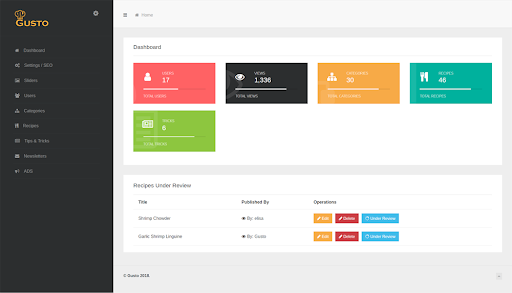 GUSTO
Home
Dashboard
Settings / SEO
Sliders
Users
Categories
Recipes
Tips & Tricks
Newsletters
ADS
Dashboard
USERS
17
TOTAL USERS
VIEWS
1,336
TOTAL VIEWS
CATEGORIES
30
TOTAL CATEGORIES
RECIPES
46
TOTAL RECIPES
TRICKS
6
TOTAL TRICKS
Recipes Under Review
Title Published By Operations
Shrimp Chowder By: elisa Edit Delete Under Review
Garlic Shrimp Linguine By: Gusto Edit Delete Under Review
© Gusto 2018.